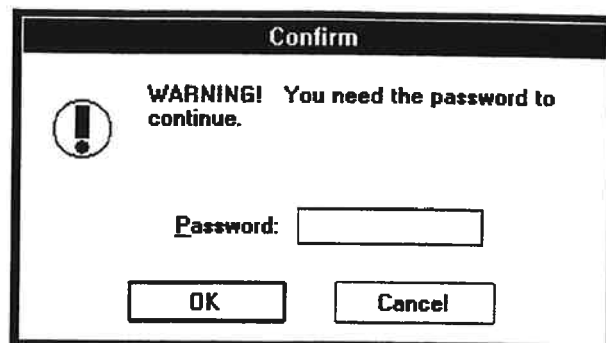 Confirm
WARNING! You need the password to
continue.
Password:
OK
Cancel